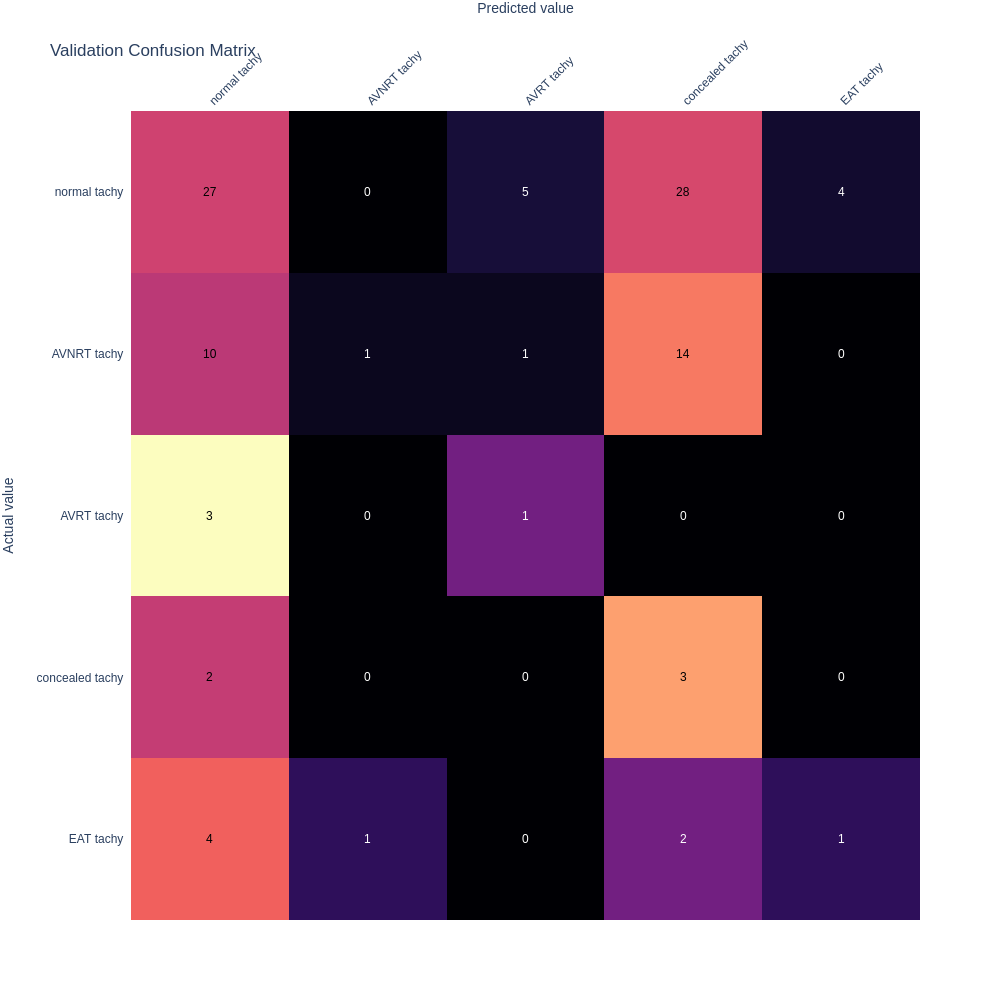 Predicted value
Validation Confusion Matrix
normal tachy
AVNRT tachy
AVRT tachy
concealed tachy
EAT tachy
Actual value
normal tachy 27 0 5 28 4
AVNRT tachy 10 1 1 14 0
AVRT tachy 3 0 1 0 0
concealed tachy 2 0 0 3 0
EAT tachy 4 1 0 2 1